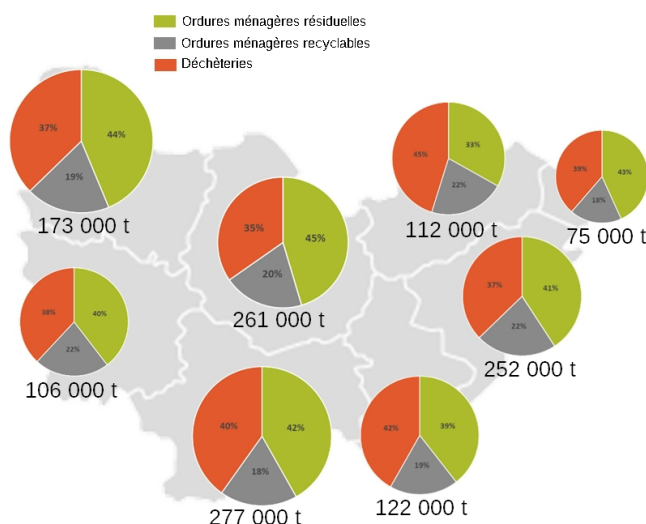 Ordures ménagères résiduelles
Ordures ménagères recyclables
Déchèteries
37%
44%
19%
173 000 t
45%
33%
22%
112 000 t
39%
43%
18%
75 000 t
35%
45%
20%
261 000 t
37%
41%
22%
252 000 t
38%
40%
22%
106 000 t
40%
42%
18%
277 000 t
42%
39%
19%
122 000 t